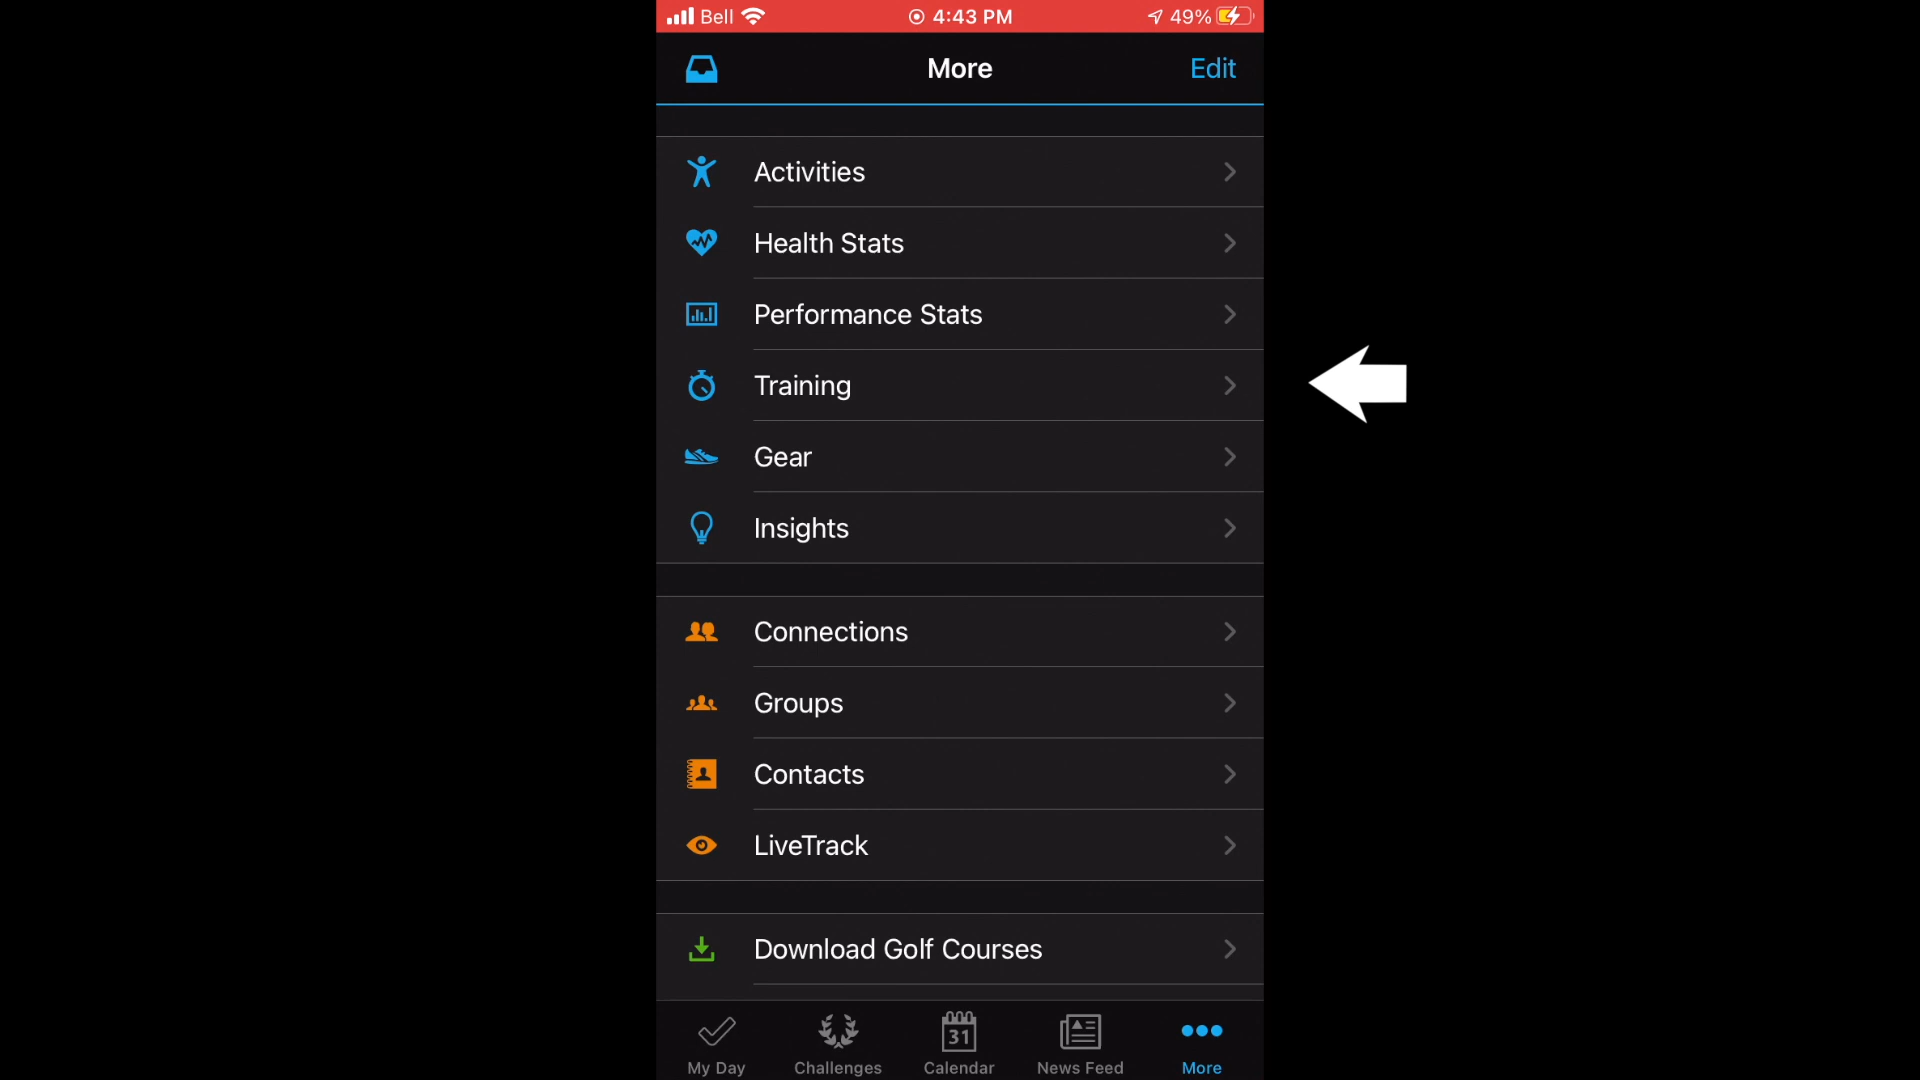 Bell 4:43 PM 49%
More Edit
Activities
Health Stats
Performance Stats
Training
Gear
Insights
Connections
Groups
Contacts
LiveTrack
Download Golf Courses
31
My Day Challenges Calendar News Feed More